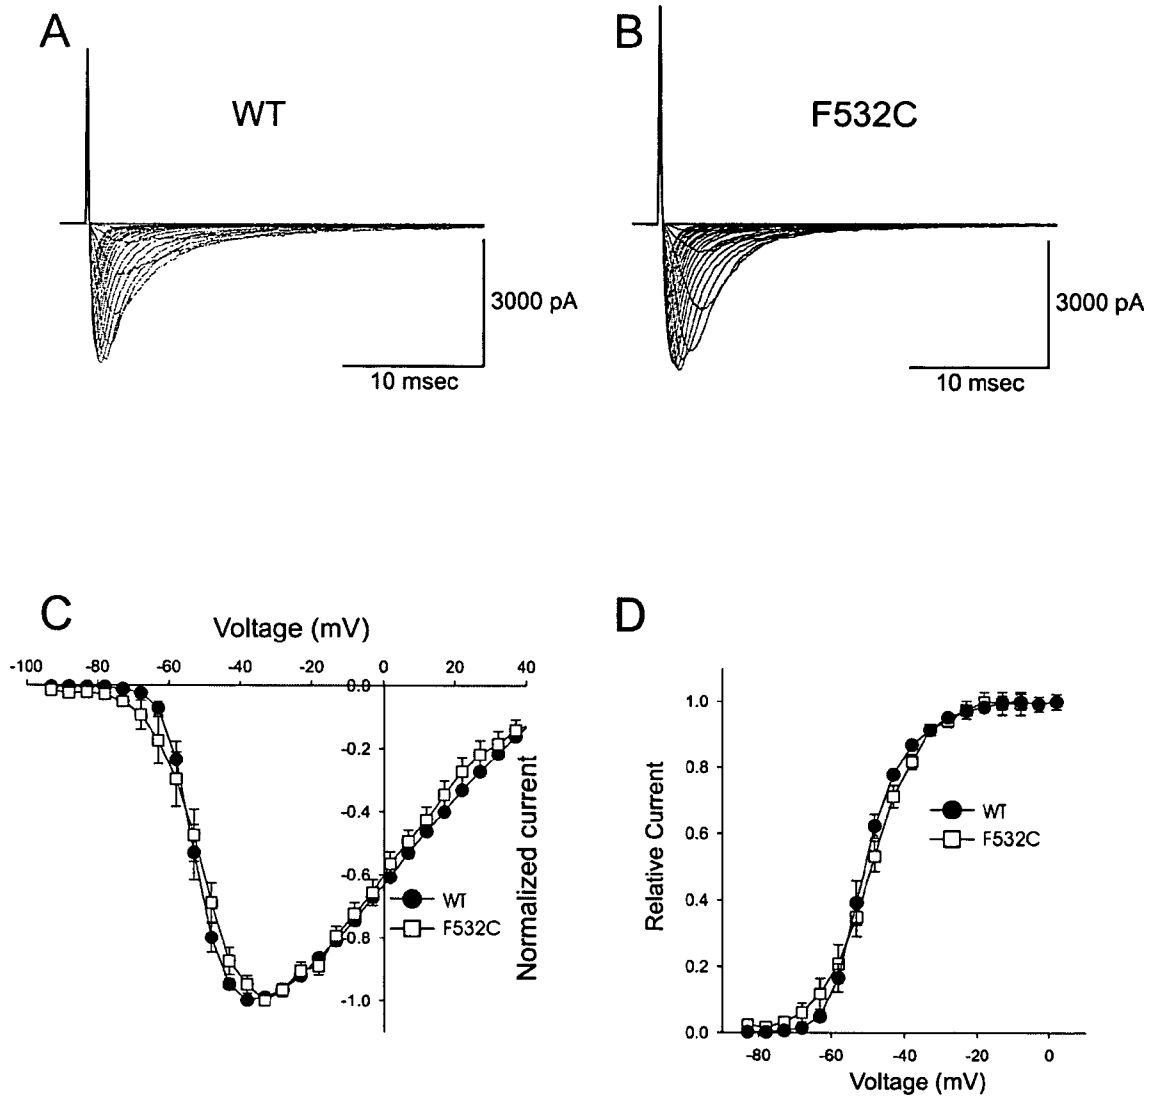 A
B
WT
F532C
3000 pA
3000 pA
10 msec
10 msec
C
D
Voltage (mV)
-100 -80 -60 -40 -20 0 20 40
0.0
-0.2
-0.4
-0.6
-0.8
-1.0
Normalized current
WT
F532C
1.0
0.8
0.6
0.4
0.2
0.0
Relative Current
WT
F532C
-80 -60 -40 -20 0
Voltage (mV)